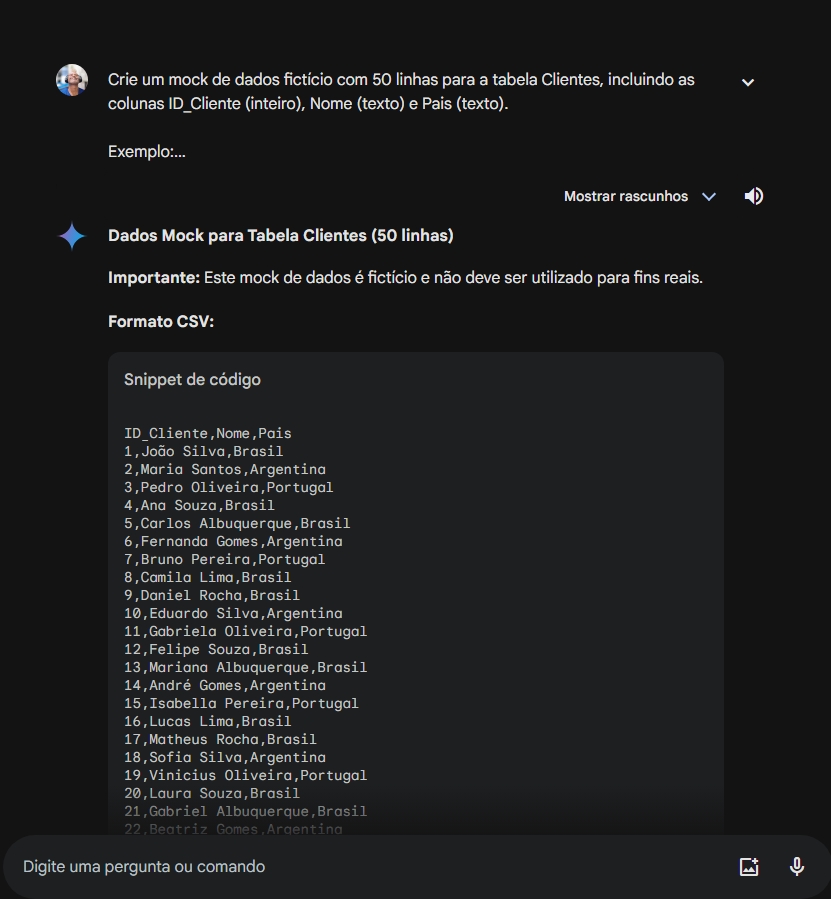 Crie um mock de dados fictício com 50 linhas para a tabela Clientes, incluindo as
colunas ID_Cliente (inteiro), Nome (texto) e Pais (texto).
Exemplo:...
Mostrar rascunhos
Dados Mock para Tabela Clientes (50 linhas)
Importante: Este mock de dados é fictício e não deve ser utilizado para fins reais.
Formato CSV:
Snippet de código
ID_Cliente,Nome,Pais
1,João Silva,Brasil
2,Maria Santos,Argentina
3,Pedro Oliveira,Portugal
4,Ana Souza,Brasil
5,Carlos Albuquerque,Brasil
6,Fernanda Gomes,Argentina
7,Bruno Pereira,Portugal
8,Camila Lima,Brasil
9,Daniel Rocha,Brasil
10,Eduardo Silva,Argentina
11,Gabriela Oliveira,Portugal
12,Felipe Souza,Brasil
13,Mariana Albuquerque,Brasil
14,André Gomes,Argentina
15,Isabella Pereira,Portugal
16,Lucas Lima,Brasil
17,Matheus Rocha,Brasil
18,Sofia Silva,Argentina
19,Vinicius Oliveira,Portugal
20,Laura Souza,Brasil
21,Gabriel Albuquerque,Brasil
22,Beatriz Gomes,Argentina
Digite uma pergunta ou comando